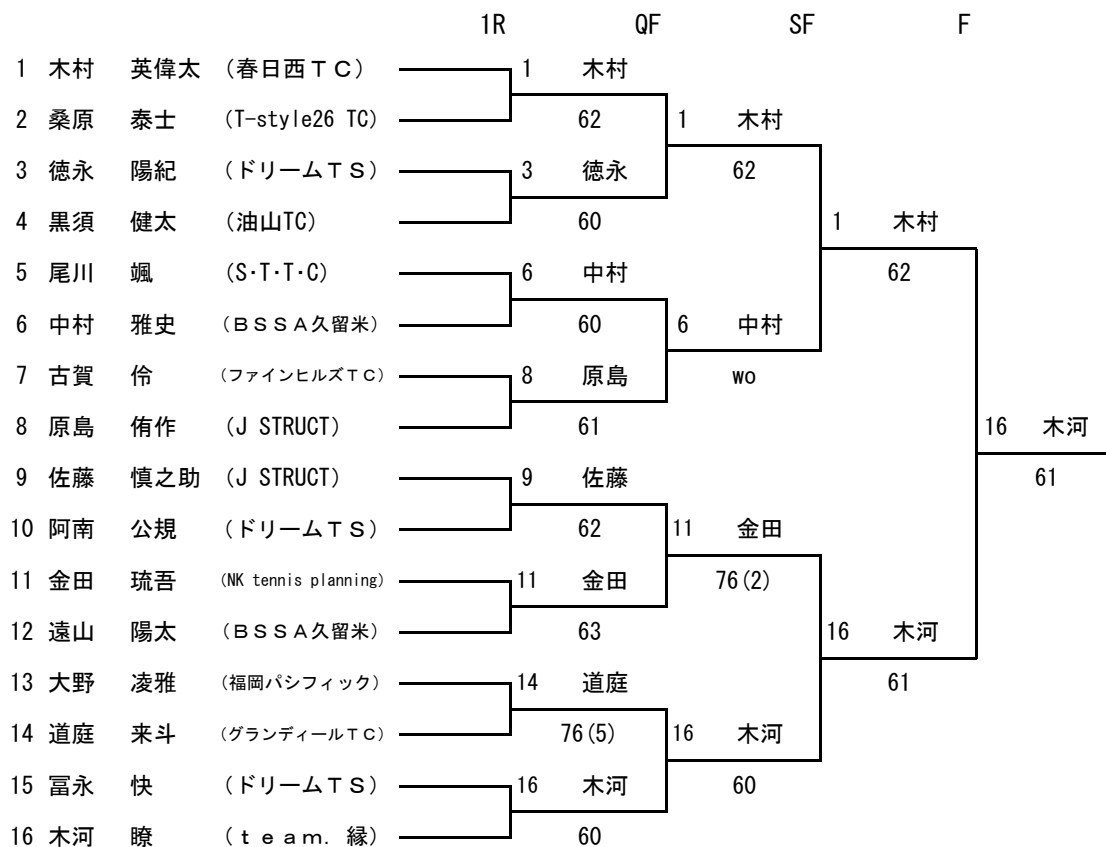 1R QF SF F
1 木村 英偉太 (春日西ＴＣ) 1 木村
2 桑原 泰士 (T-style26 TC) 62 1 木村
3 徳永 陽紀 (ドリームＴＳ) 3 徳永 62
4 黒須 健太 (油山TC) 60 1 木村
5 尾川 颯 (S･T･T･C) 6 中村 62
6 中村 雅史 (ＢＳＳＡ久留米) 60 6 中村
7 古賀 伶 (ファインヒルズＴＣ) 8 原島 wo
8 原島 侑作 (J STRUCT) 61 16 木河
9 佐藤 慎之助 (J STRUCT) 9 佐藤 61
10 阿南 公規 (ドリームＴＳ) 62 11 金田
11 金田 琉吾 (NK tennis planning) 11 金田 76(2)
12 遠山 陽太 (ＢＳＳＡ久留米) 63 16 木河
13 大野 凌雅 (福岡パシフィック) 14 道庭 61
14 道庭 来斗 (グランディールＴＣ) 76(5) 16 木河
15 冨永 快 (ドリームＴＳ) 16 木河 60
16 木河 瞭 (ｔｅａｍ．縁) 60